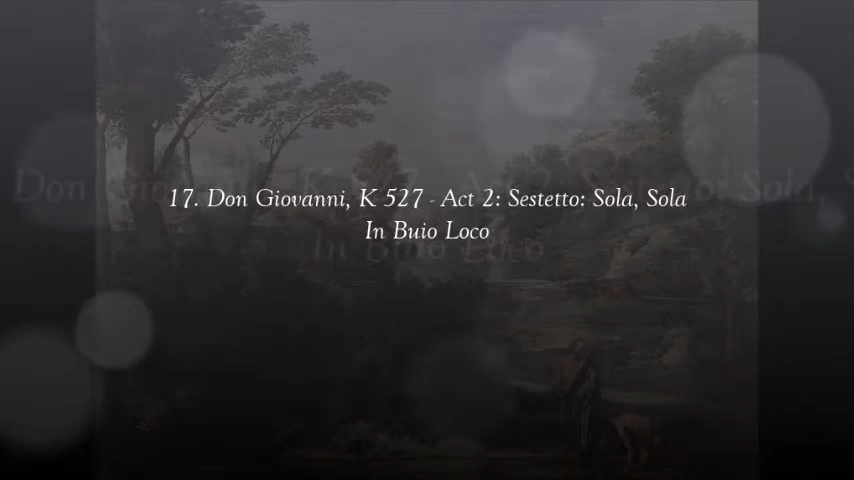 17. Don Giovanni, K 527 - Act 2: Sestetto: Sola, Sola
In Buio Loco